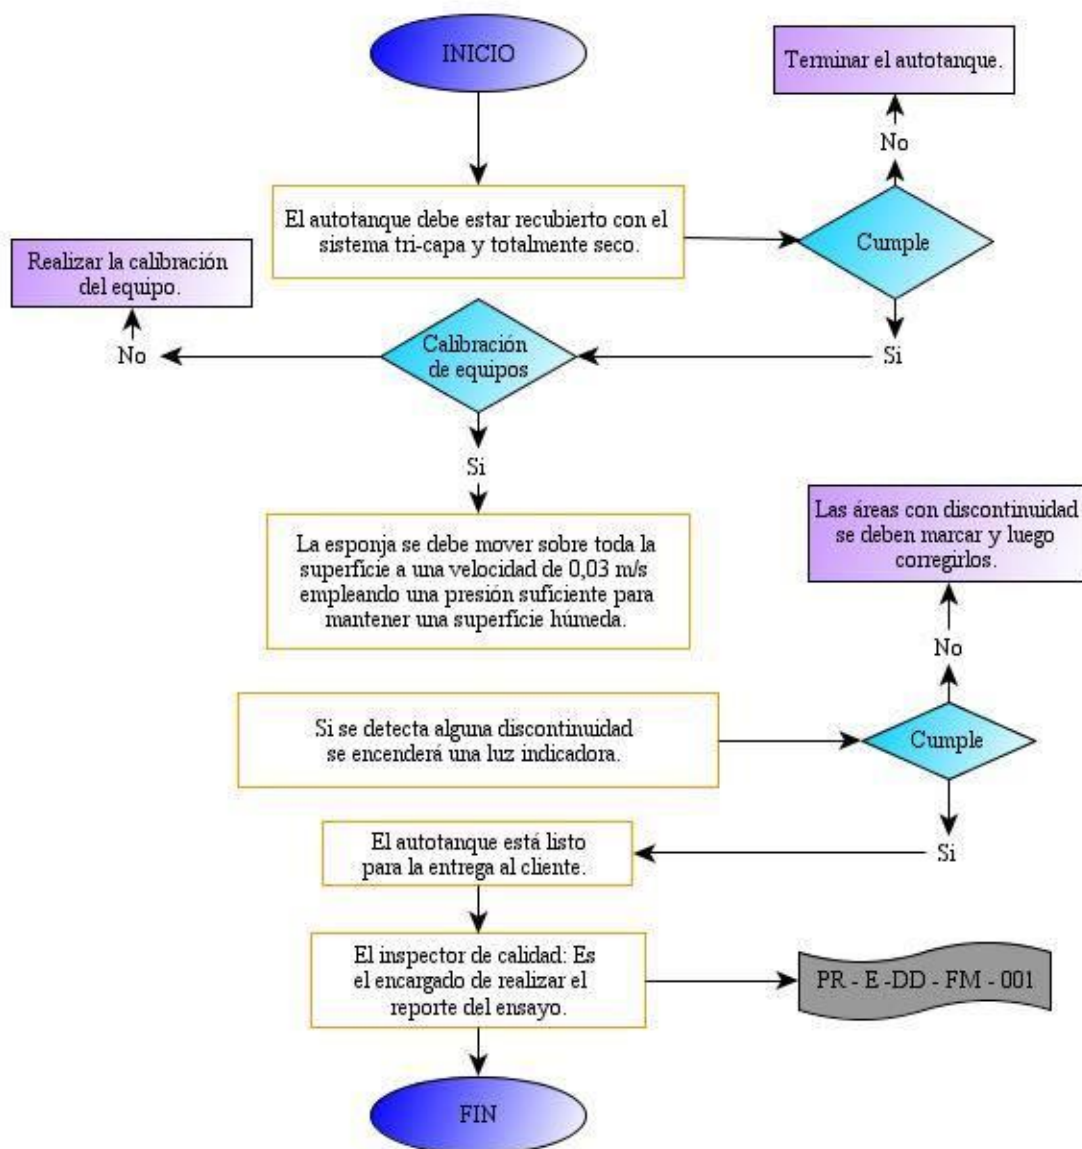 INICIO
Terminar el autotanque.
No
El autotanque debe estar recubierto con el
sistema tri-capa y totalmente seco.
Cumple
Realizar la calibración
del equipo.
No
Calibración
de equipos
Si
Si
Las áreas con discontinuidad
se deben marcar y luego
corregirlos.
La esponja se debe mover sobre toda la
superfície a una velocidad de 0,03 m/s
empleando una presión suficiente para
mantener una superfície húmeda.
No
Si se detecta alguna discontinuidad
se encenderá una luz indicadora.
Cumple
El autotanque está listo
para la entrega al cliente.
Si
El inspector de calidad: Es
el encargado de realizar el
reporte del ensayo.
PR - E -DD - FM - 001
FIN